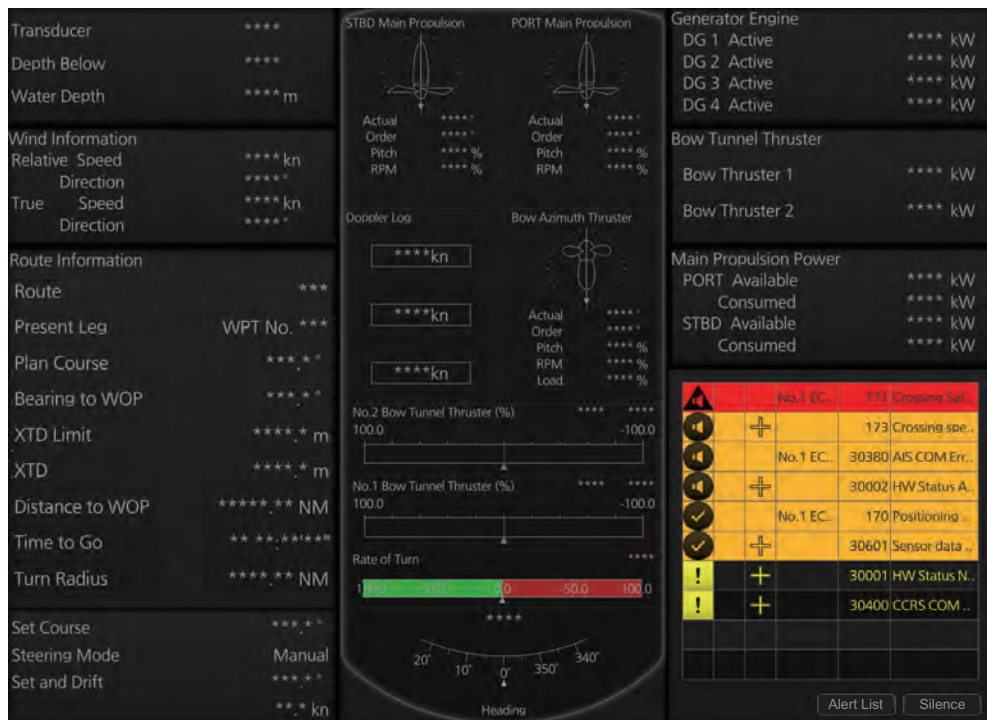 Transducer ****
Depth Below ****
Water Depth ****m
Wind Information
Relative Speed ****kn
Direction ****°
True Speed ****kn
Direction ****°
Route Information
Route ***
Present Leg WPT No. ***
Plan Course ***.*°
Bearing to WOP ***.*°
XTD Limit ****.* m
XTD ****.* m
Distance to WOP *****.** NM
Time to Go ** **:**'**"
Turn Radius ****.** NM
Set Course ***.*°
Steering Mode Manual
Set and Drift ***.*°
**.* kn
STBD Main Propulsion
Actual ****°
Order ****°
Pitch ****%
RPM ****%
PORT Main Propulsion
Actual ****°
Order ****°
Pitch ****%
RPM ****%
Doppler Log
****kn
****kn
****kn
Bow Azimuth Thruster
Actual ****°
Order ****°
Pitch ****%
RPM ****%
Load ****%
No.2 Bow Tunnel Thruster (%) **** ****
100.0 -100.0
No.1 Bow Tunnel Thruster (%) **** ****
100.0 -100.0
Rate of Turn ****
0.0 -50.0 -100.0
****
20° 10° 0° 350° 340°
Heading
Generator Engine
DG 1 Active **** kW
DG 2 Active **** kW
DG 3 Active **** kW
DG 4 Active **** kW
Bow Tunnel Thruster
Bow Thruster 1 **** kW
Bow Thruster 2 **** kW
Main Propulsion Power
PORT Available **** kW
Consumed **** kW
STBD Available **** kW
Consumed **** kW
No.1 EC.. 171 Crossing Saf..
173 Crossing spe..
No.1 EC.. 30380 AIS COM Err..
30002 HW Status A..
No.1 EC.. 170 Positioning ..
30601 Sensor data ..
! 30001 HW Status N..
! 30400 CCRS COM ..
Alert List Silence